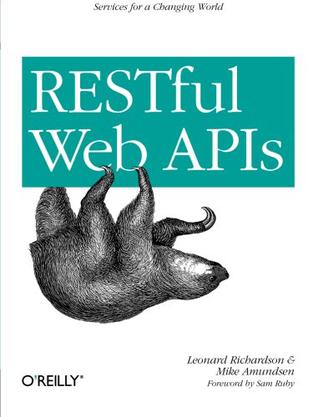 Services for a Changing World
RESTful
Web APIs
Leonard Richardson &
Mike Amundsen
Foreword by Sam Ruby
O'REILLY®